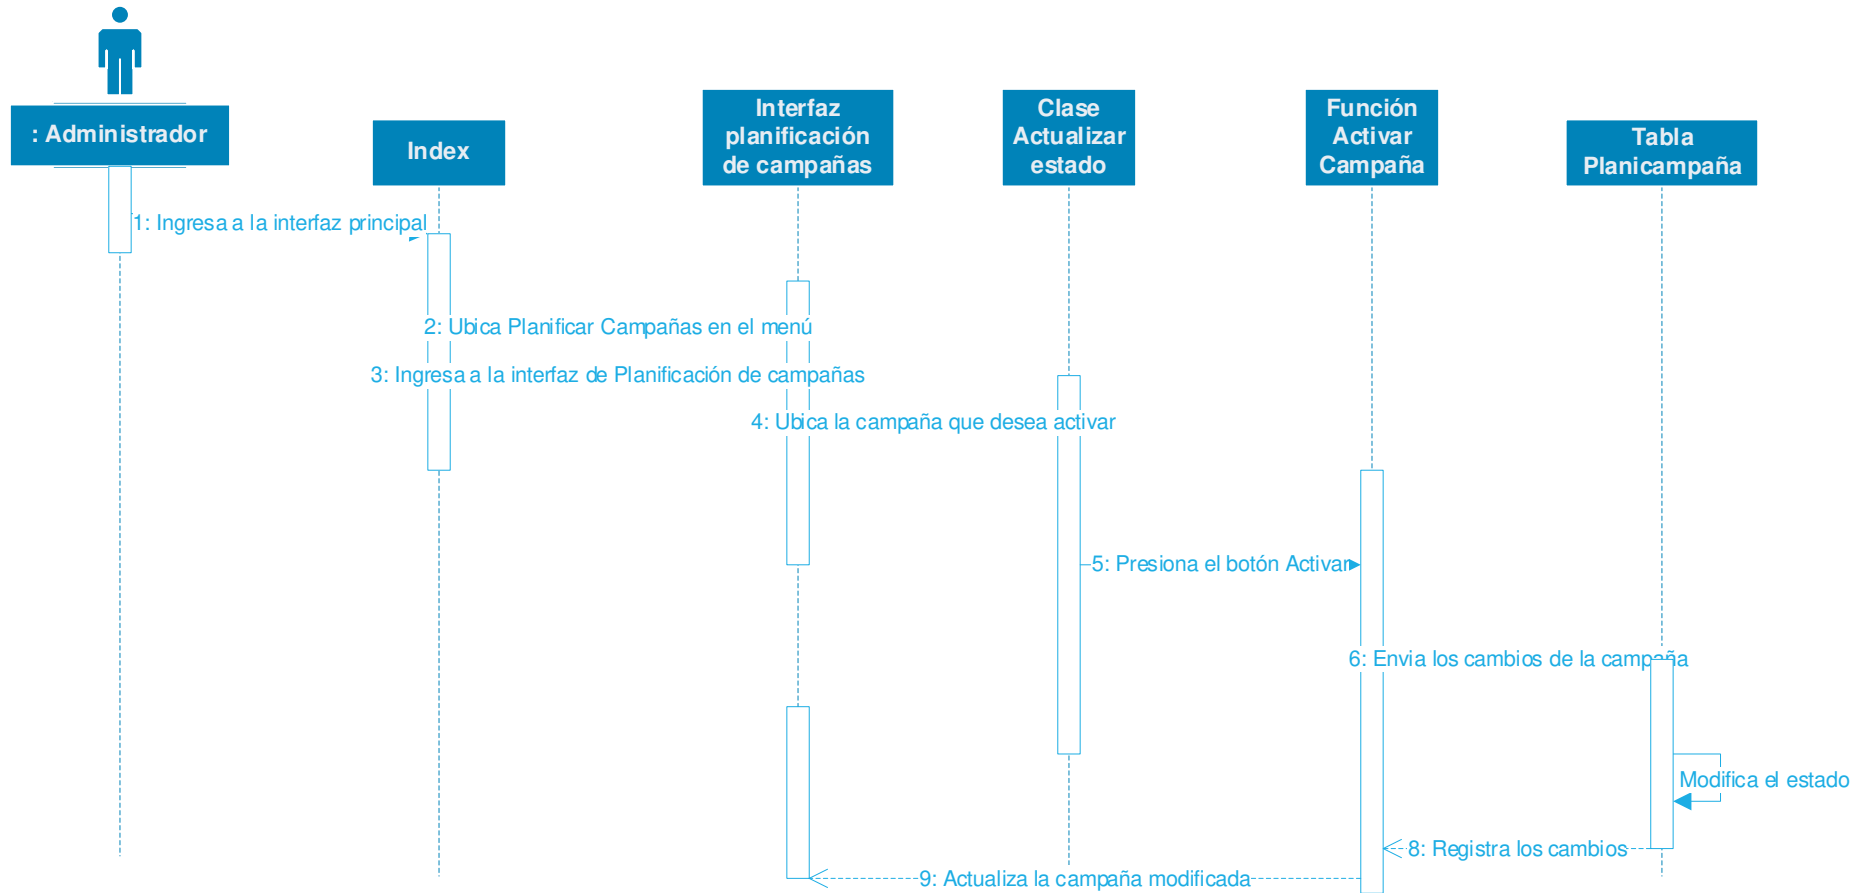 : Administrador
Index
Interfaz
planificación
de campañas
Clase
Actualizar
estado
Función
Activar
Campaña
Tabla
Planicampaña
1: Ingresa a la interfaz principal
2: Ubica Planificar Campañas en el menú
3: Ingresa a la interfaz de Planificación de campañas
4: Ubica la campaña que desea activar
5: Presiona el botón Activar
6: Envia los cambios de la campaña
Modifica el estado
8: Registra los cambios
9: Actualiza la campaña modificada